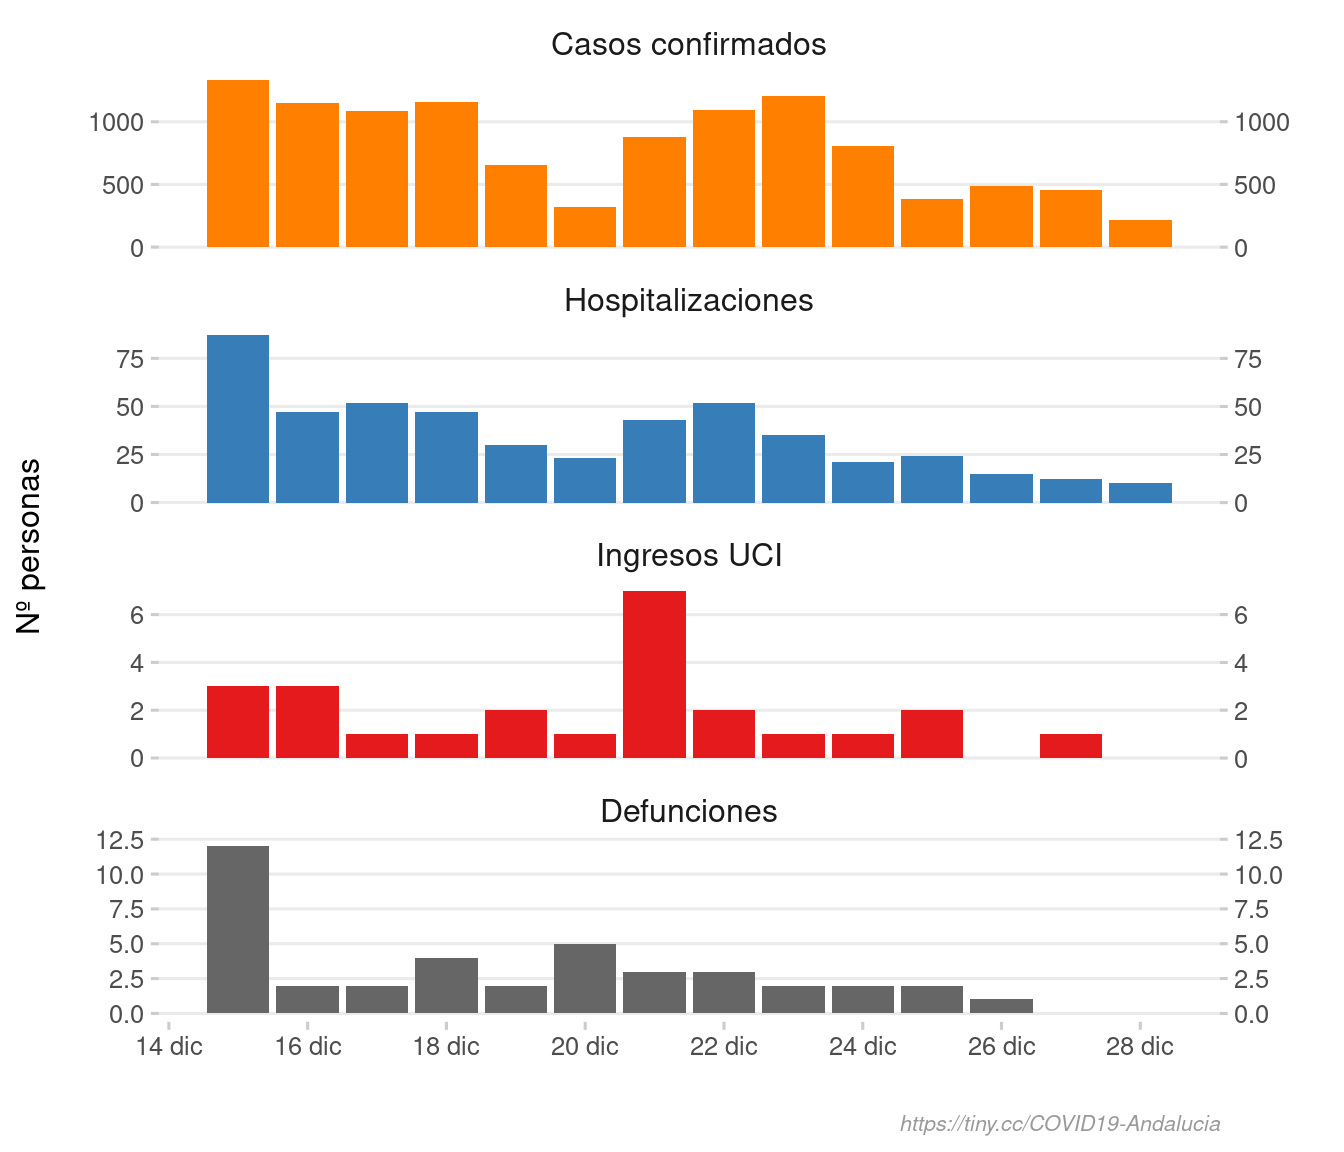 Casos confirmados
1000 1000
500 500
0 0
Hospitalizaciones
75 75
50 50
25 25
0 0
Nº personas
Ingresos UCI
6 6
4 4
2 2
0 0
Defunciones
12.5 12.5
10.0 10.0
7.5 7.5
5.0 5.0
2.5 2.5
0.0 0.0
14 dic 16 dic 18 dic 20 dic 22 dic 24 dic 26 dic 28 dic
https://tiny.cc/COVID19-Andalucia